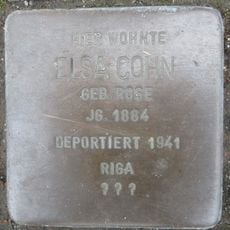 HIER WOHNTE
ELSA COHN
GEB. ROSE
JG. 1884
DEPORTIERT 1941
RIGA
???